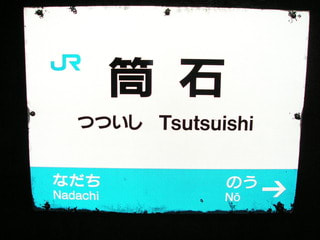 JR
筒石
つついし Tsutsuishi
なだち のう
Nadachi Nō →